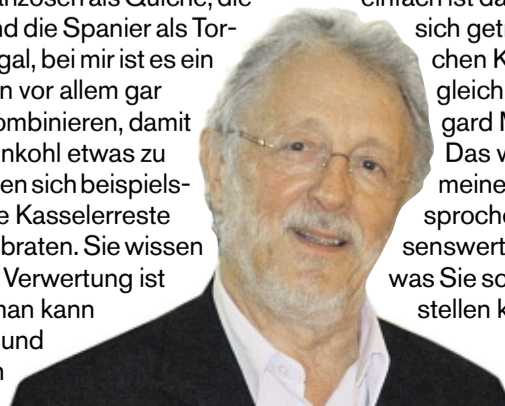 anzosen als Quiche, die
nd die Spanier als Tor-
gal, bei mir ist es ein
n vor allem gar
ombinieren, damit
nkohl etwas zu
en sich beispiels-
e Kasselerreste
braten. Sie wissen
Verwertung ist
man kann
und
n
einfach ist da
sich getr
chen K
gleich
gard M
Das w
meine
sproche
senswert
was Sie so
stellen k